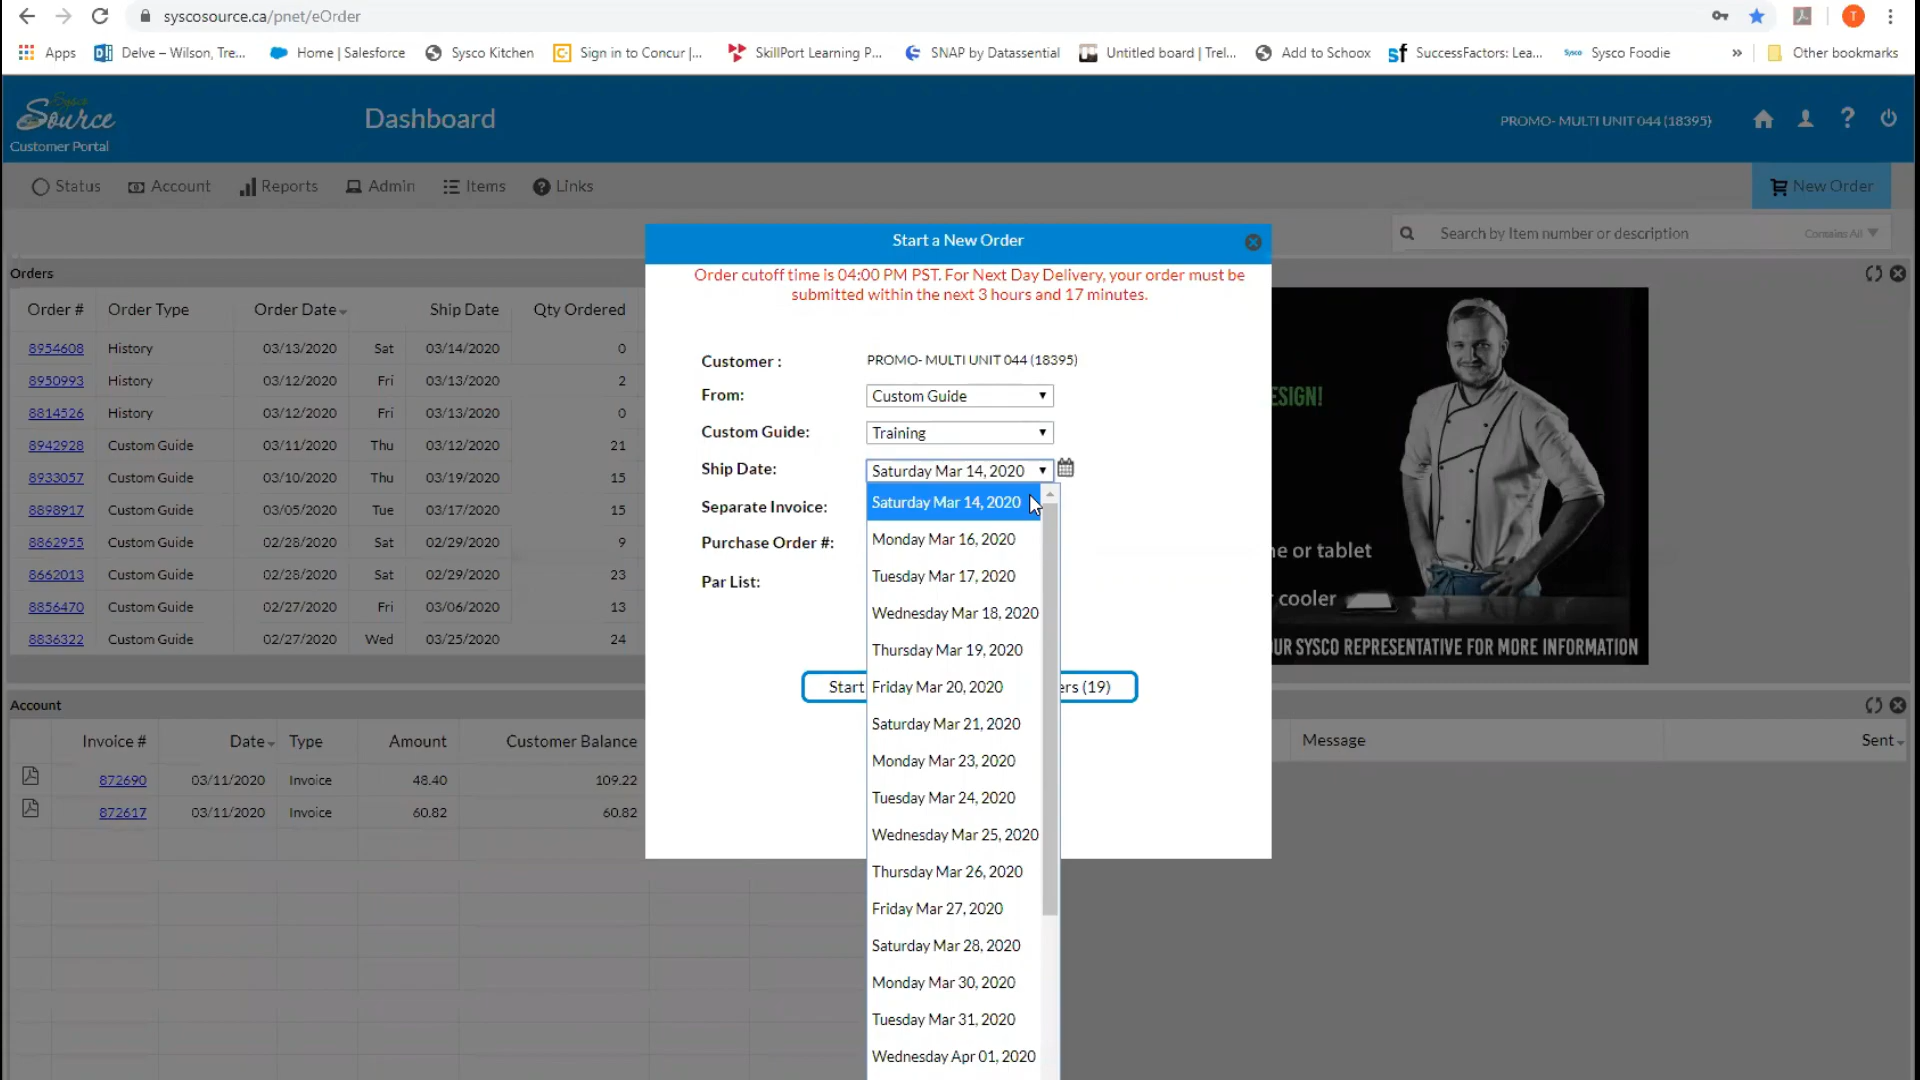 syscosource.ca/pnet/eOrder
T
Apps Delve – Wilson, Tre... Home | Salesforce Sysco Kitchen Sign in to Concur |... SkillPort Learning P... SNAP by Datassential Untitled board | Trel... Add to Schoox SuccessFactors: Lea... Sysco Foodie » Other bookmarks
Sysco
Source
Customer Portal
Dashboard
PROMO- MULTI UNIT 044 (18395)
Status Account Reports Admin Items Links New Order
Search by Item number or description Contains All
Start a New Order
Order cutoff time is 04:00 PM PST. For Next Day Delivery, your order must be
submitted within the next 3 hours and 17 minutes.
Customer : PROMO- MULTI UNIT 044 (18395)
From: Custom Guide
Custom Guide: Training
Ship Date: Saturday Mar 14, 2020
Separate Invoice:
Purchase Order #:
Par List:
Saturday Mar 14, 2020
Monday Mar 16, 2020
Tuesday Mar 17, 2020
Wednesday Mar 18, 2020
Thursday Mar 19, 2020
Friday Mar 20, 2020
Saturday Mar 21, 2020
Monday Mar 23, 2020
Tuesday Mar 24, 2020
Wednesday Mar 25, 2020
Thursday Mar 26, 2020
Friday Mar 27, 2020
Saturday Mar 28, 2020
Monday Mar 30, 2020
Tuesday Mar 31, 2020
Wednesday Apr 01, 2020
Start ers (19)
Orders
Order # Order Type Order Date Ship Date Qty Ordered
8954608 History 03/13/2020 Sat 03/14/2020 0
8950993 History 03/12/2020 Fri 03/13/2020 2
8814526 History 03/12/2020 Fri 03/13/2020 0
8942928 Custom Guide 03/11/2020 Thu 03/12/2020 21
8933057 Custom Guide 03/10/2020 Thu 03/19/2020 15
8898917 Custom Guide 03/05/2020 Tue 03/17/2020 15
8862955 Custom Guide 02/28/2020 Sat 02/29/2020 9
8662013 Custom Guide 02/28/2020 Sat 02/29/2020 23
8856470 Custom Guide 02/27/2020 Fri 03/06/2020 13
8836322 Custom Guide 02/27/2020 Wed 03/25/2020 24
ESIGN!
ne or tablet
cooler
UR SYSCO REPRESENTATIVE FOR MORE INFORMATION
Account
Invoice # Date Type Amount Customer Balance
872690 03/11/2020 Invoice 48.40 109.22
872617 03/11/2020 Invoice 60.82 60.82
Message Sent